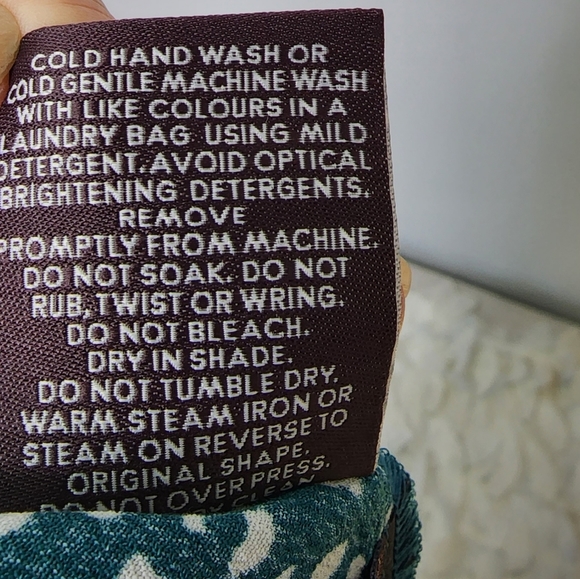 COLD HAND WASH OR
COLD GENTLE MACHINE WASH
WITH LIKE COLOURS IN A
LAUNDRY BAG USING MILD
DETERGENT. AVOID OPTICAL
BRIGHTENING DETERGENTS.
REMOVE
PROMPTLY FROM MACHINE.
DO NOT SOAK. DO NOT
RUB, TWIST OR WRING.
DO NOT BLEACH.
DRY IN SHADE.
DO NOT TUMBLE DRY.
WARM STEAM IRON OR
STEAM ON REVERSE TO
ORIGINAL SHAPE.
DO NOT OVER PRESS.
CLEAN